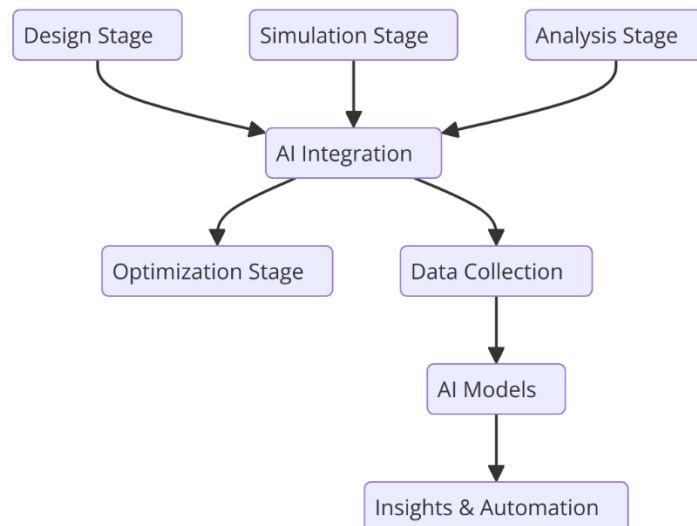 Design Stage
Simulation Stage
Analysis Stage
AI Integration
Optimization Stage
Data Collection
AI Models
Insights & Automation